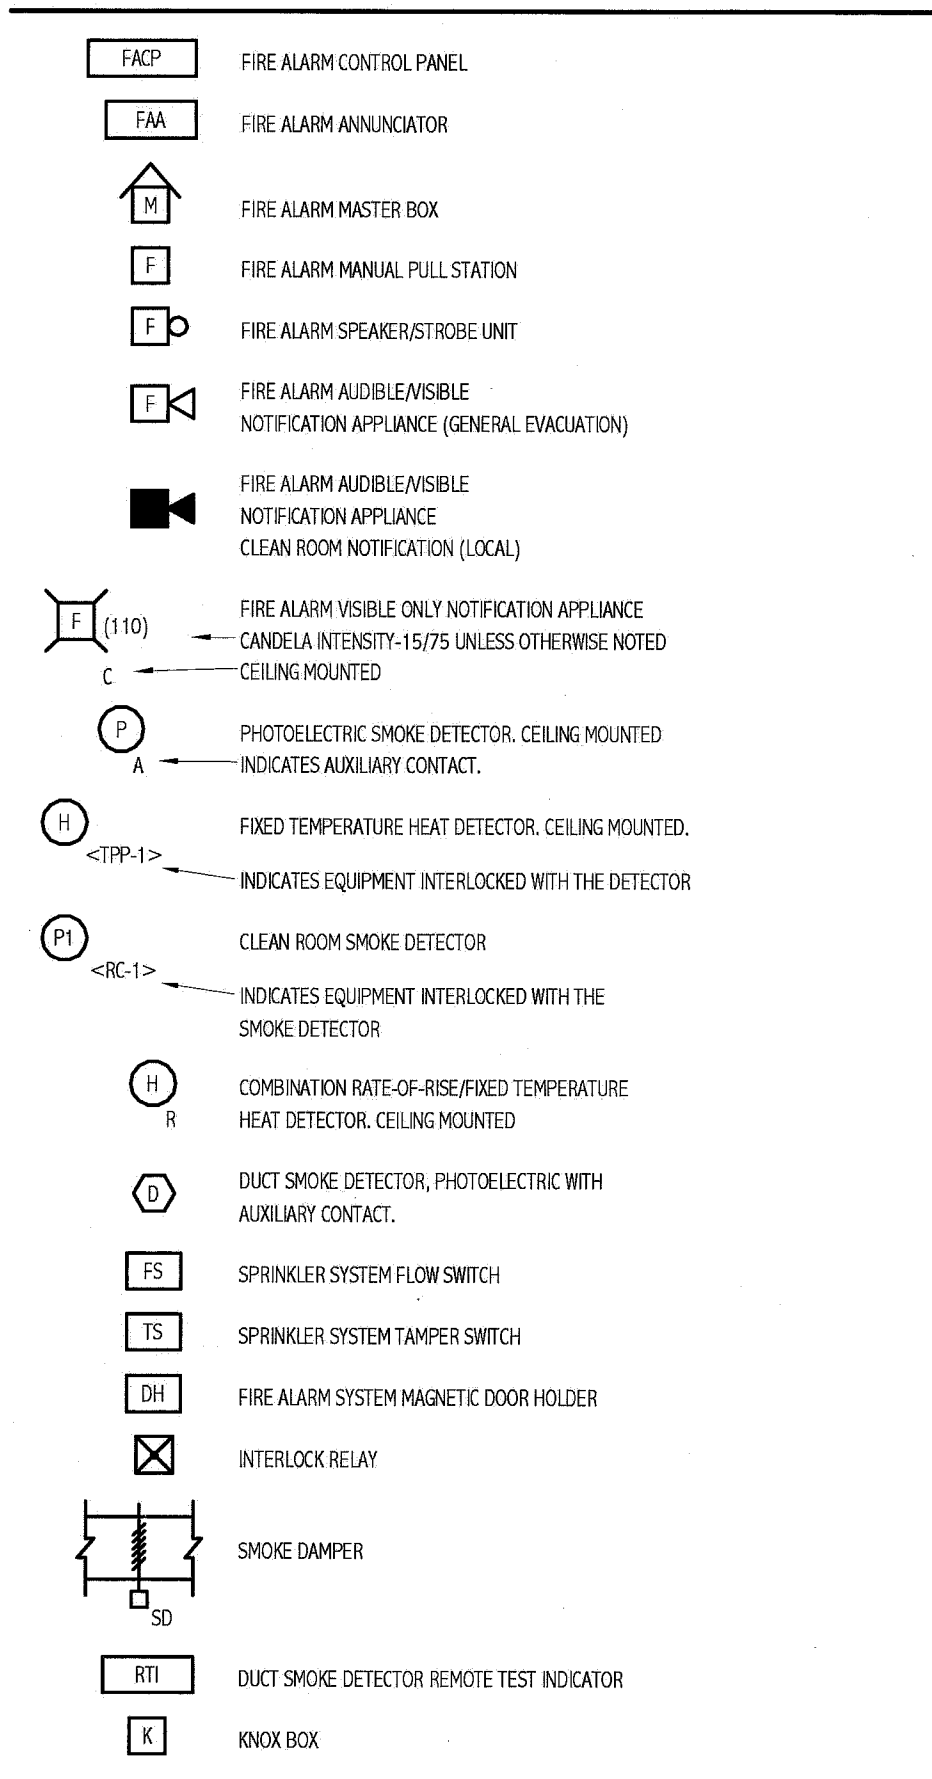 FACP FIRE ALARM CONTROL PANEL
FAA FIRE ALARM ANNUNCIATOR
M FIRE ALARM MASTER BOX
F FIRE ALARM MANUAL PULL STATION
F FIRE ALARM SPEAKER/STROBE UNIT
F FIRE ALARM AUDIBLE/VISIBLE
NOTIFICATION APPLIANCE (GENERAL EVACUATION)
FIRE ALARM AUDIBLE/VISIBLE
NOTIFICATION APPLIANCE
CLEAN ROOM NOTIFICATION (LOCAL)
F (110) FIRE ALARM VISIBLE ONLY NOTIFICATION APPLIANCE
CANDELA INTENSITY-15/75 UNLESS OTHERWISE NOTED
C CEILING MOUNTED
P PHOTOELECTRIC SMOKE DETECTOR. CEILING MOUNTED
A INDICATES AUXILIARY CONTACT.
H FIXED TEMPERATURE HEAT DETECTOR. CEILING MOUNTED.
<TPP-1>
INDICATES EQUIPMENT INTERLOCKED WITH THE DETECTOR
P1 CLEAN ROOM SMOKE DETECTOR
<RC-1>
INDICATES EQUIPMENT INTERLOCKED WITH THE
SMOKE DETECTOR
H COMBINATION RATE-OF-RISE/FIXED TEMPERATURE
R HEAT DETECTOR. CEILING MOUNTED
D DUCT SMOKE DETECTOR, PHOTOELECTRIC WITH
AUXILIARY CONTACT.
FS SPRINKLER SYSTEM FLOW SWITCH
TS SPRINKLER SYSTEM TAMPER SWITCH
DH FIRE ALARM SYSTEM MAGNETIC DOOR HOLDER
INTERLOCK RELAY
SMOKE DAMPER
SD
RTI DUCT SMOKE DETECTOR REMOTE TEST INDICATOR
K KNOX BOX